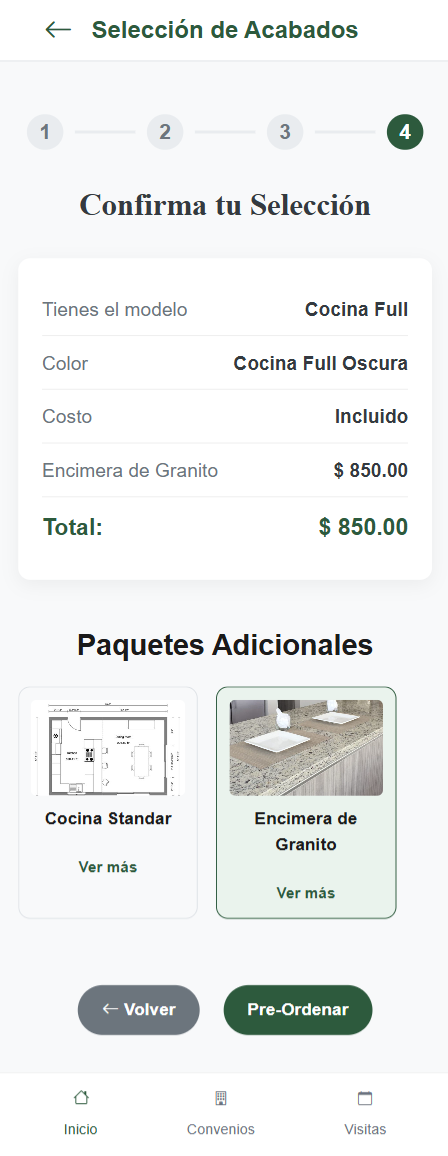 Selección de Acabados
1 2 3 4
Confirma tu Selección
Tienes el modelo Cocina Full
Color Cocina Full Oscura
Costo Incluido
Encimera de Granito $ 850.00
Total: $ 850.00
Paquetes Adicionales
Cocina Standar
Ver más
Encimera de
Granito
Ver más
← Volver
Pre-Ordenar
Inicio Convenios Visitas